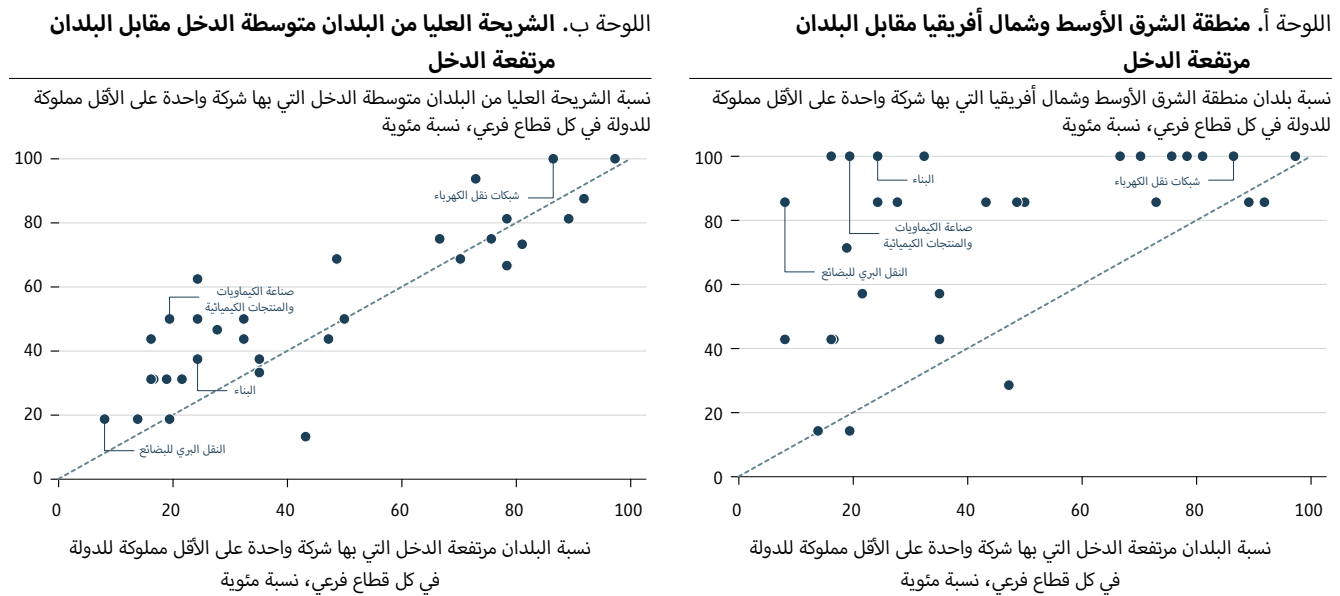 اللوحة أ. منطقة الشرق الأوسط وشمال أفريقيا مقابل البلدان
مرتفعة الدخل
نسبة بلدان منطقة الشرق الأوسط وشمال أفريقيا التي بها شركة واحدة على الأقل مملوكة
للدولة في كل قطاع فرعي، نسبة مئوية
100
80
60
40
20
0
البناء
شبكات نقل الكهرباء
صناعة الكيماويات
والمنتجات الكيميائية
النقل البري للبضائع
0 20 40 60 80 100
نسبة البلدان مرتفعة الدخل التي بها شركة واحدة على الأقل مملوكة للدولة
في كل قطاع فرعي، نسبة مئوية
اللوحة ب. الشريحة العليا من البلدان متوسطة الدخل مقابل البلدان
مرتفعة الدخل
نسبة الشريحة العليا من البلدان متوسطة الدخل التي بها شركة واحدة على الأقل مملوكة
للدولة في كل قطاع فرعي، نسبة مئوية
100
80
60
40
20
0
شبكات نقل الكهرباء
صناعة الكيماويات
والمنتجات الكيميائية
البناء
النقل البري للبضائع
0 20 40 60 80 100
نسبة البلدان مرتفعة الدخل التي بها شركة واحدة على الأقل مملوكة للدولة
في كل قطاع فرعي، نسبة مئوية